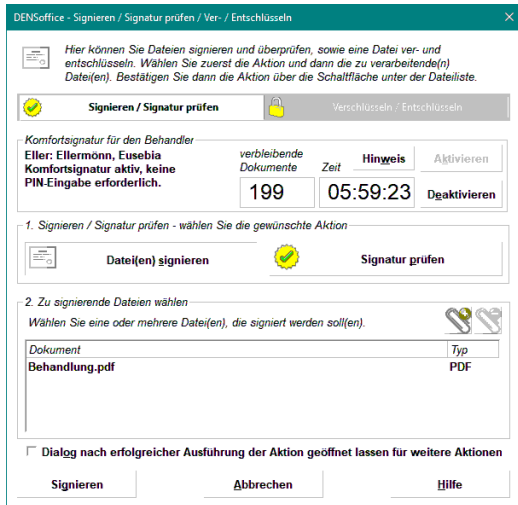 DENSoffice - Signieren / Signatur prüfen / Ver- / Entschlüsseln
Hier können Sie Dateien signieren und überprüfen, sowie eine Datei ver- und
entschlüsseln. Wählen Sie zuerst die Aktion und dann die zu verarbeitende(n)
Datei(en). Bestätigen Sie dann die Aktion über die Schaltfläche unter der Dateiliste.
Signieren / Signatur prüfen
Verschlüsseln / Entschlüsseln
Komfortsignatur für den Behandler
Eller: Ellermönn, Eusebia
Komfortsignatur aktiv, keine
PIN-Eingabe erforderlich.
verbleibende
Dokumente
Zeit
Hinweis
Aktivieren
199
05:59:23
Deaktivieren
1. Signieren / Signatur prüfen - wählen Sie die gewünschte Aktion
Datei(en) signieren
Signatur prüfen
2. Zu signierende Dateien wählen
Wählen Sie eine oder mehrere Datei(en), die signiert werden soll(en).
Dokument Typ
Behandlung.pdf PDF
Dialog nach erfolgreicher Ausführung der Aktion geöffnet lassen für weitere Aktionen
Signieren Abbrechen Hilfe